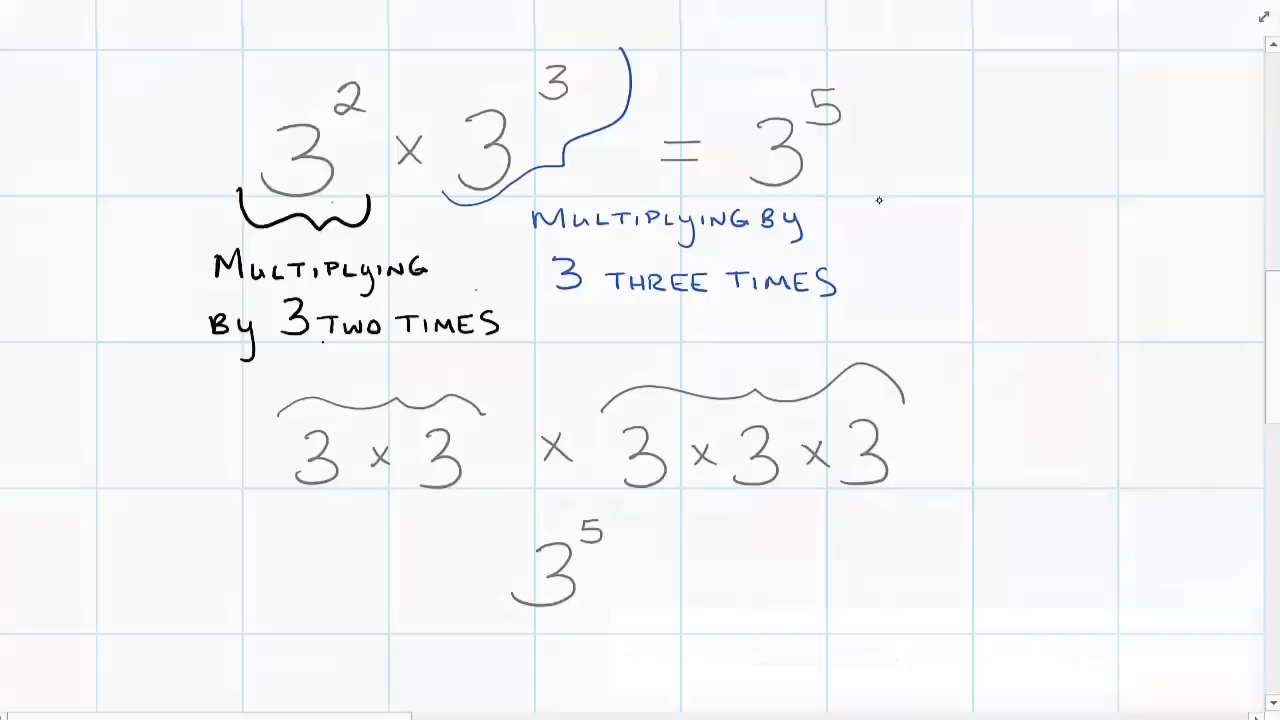 3² × 3³ = 3⁵
MULTIPLYING BY
3 THREE TIMES
MULTIPLYING
BY 3 TWO TIMES
3 × 3 × 3 × 3 × 3
3⁵